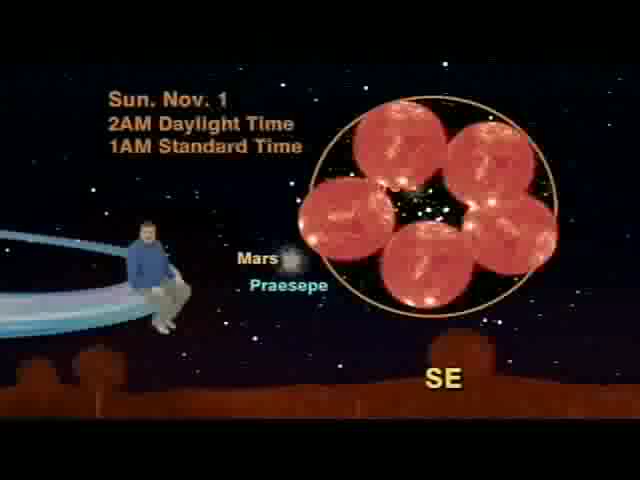 Sun. Nov. 1
2AM Daylight Time
1AM Standard Time
Mars
Praesepe
SE